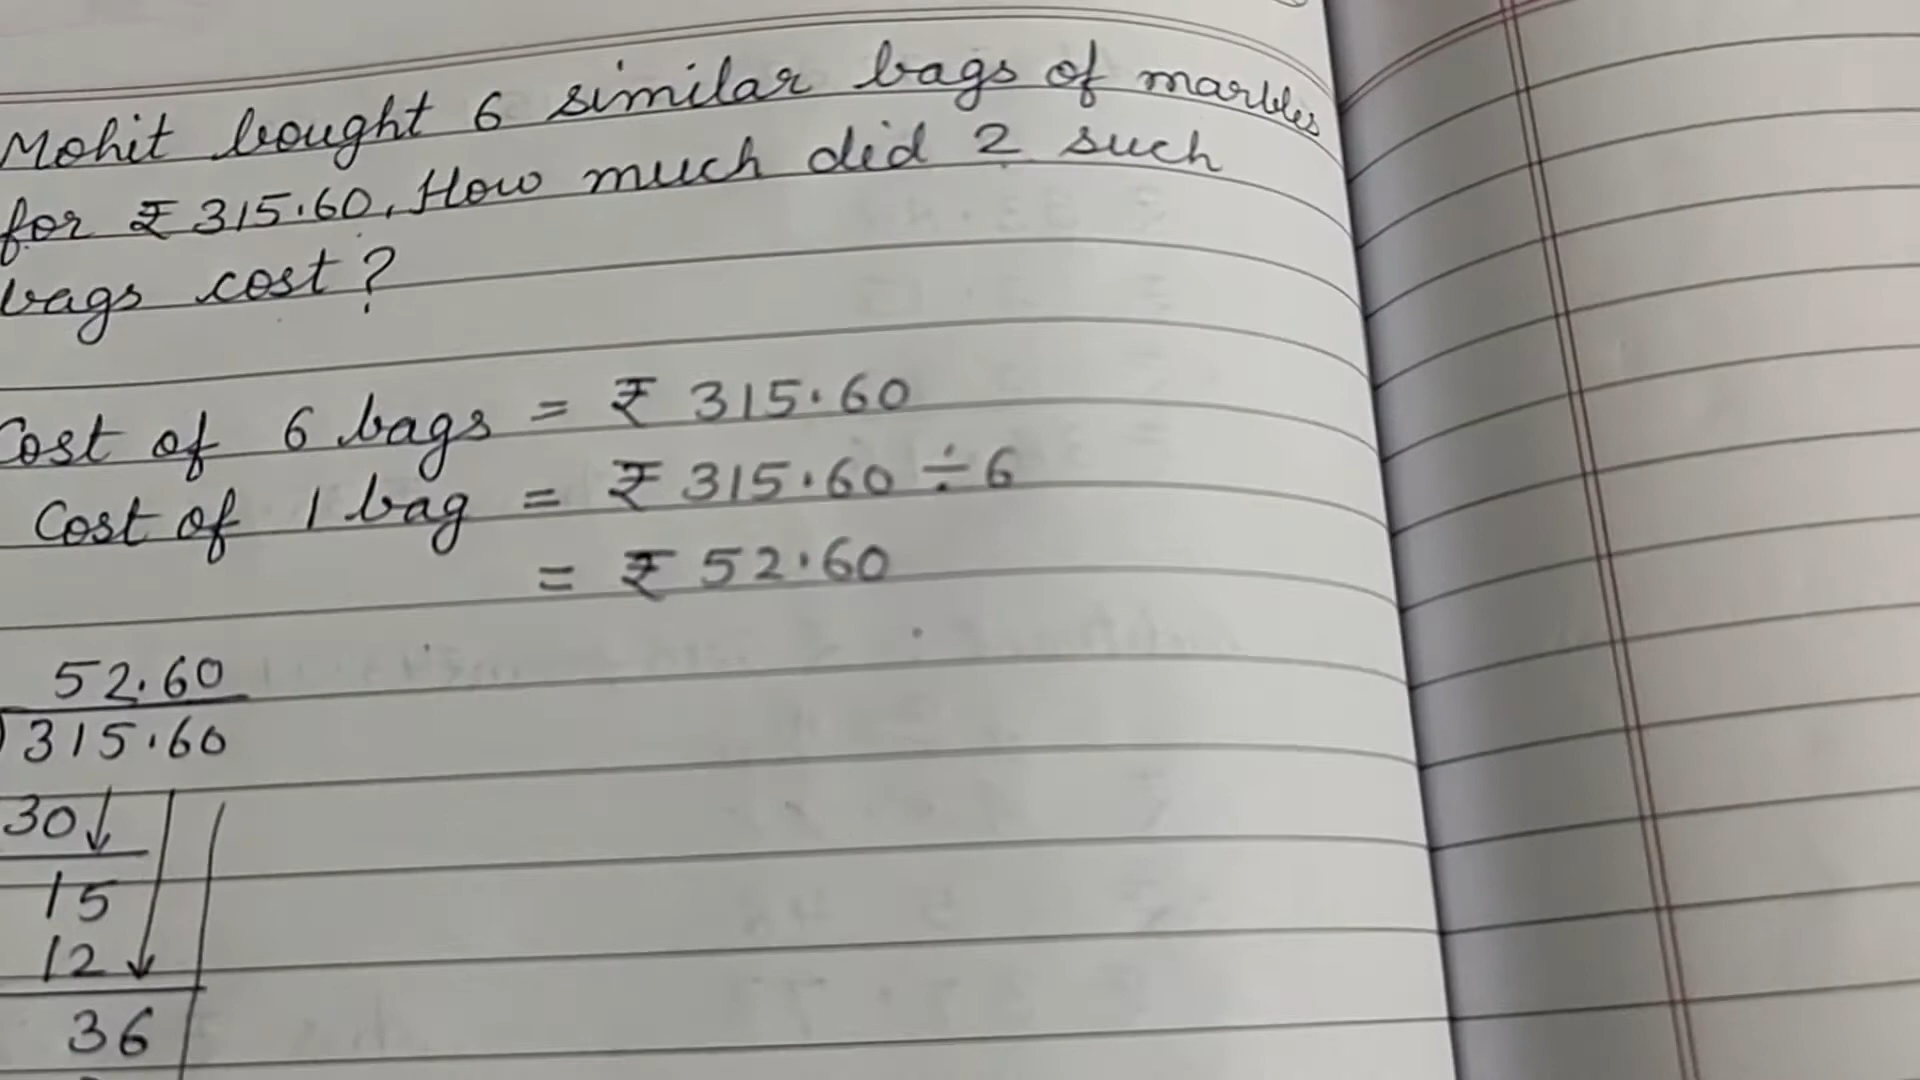 Mohit bought 6 similar bags of marbles
for ₹ 315.60. How much did 2 such
bags cost?
Cost of 6 bags = ₹ 315.60
Cost of 1 bag = ₹ 315.60 ÷ 6
= ₹ 52.60
52.60
315.60
30
15
12
36